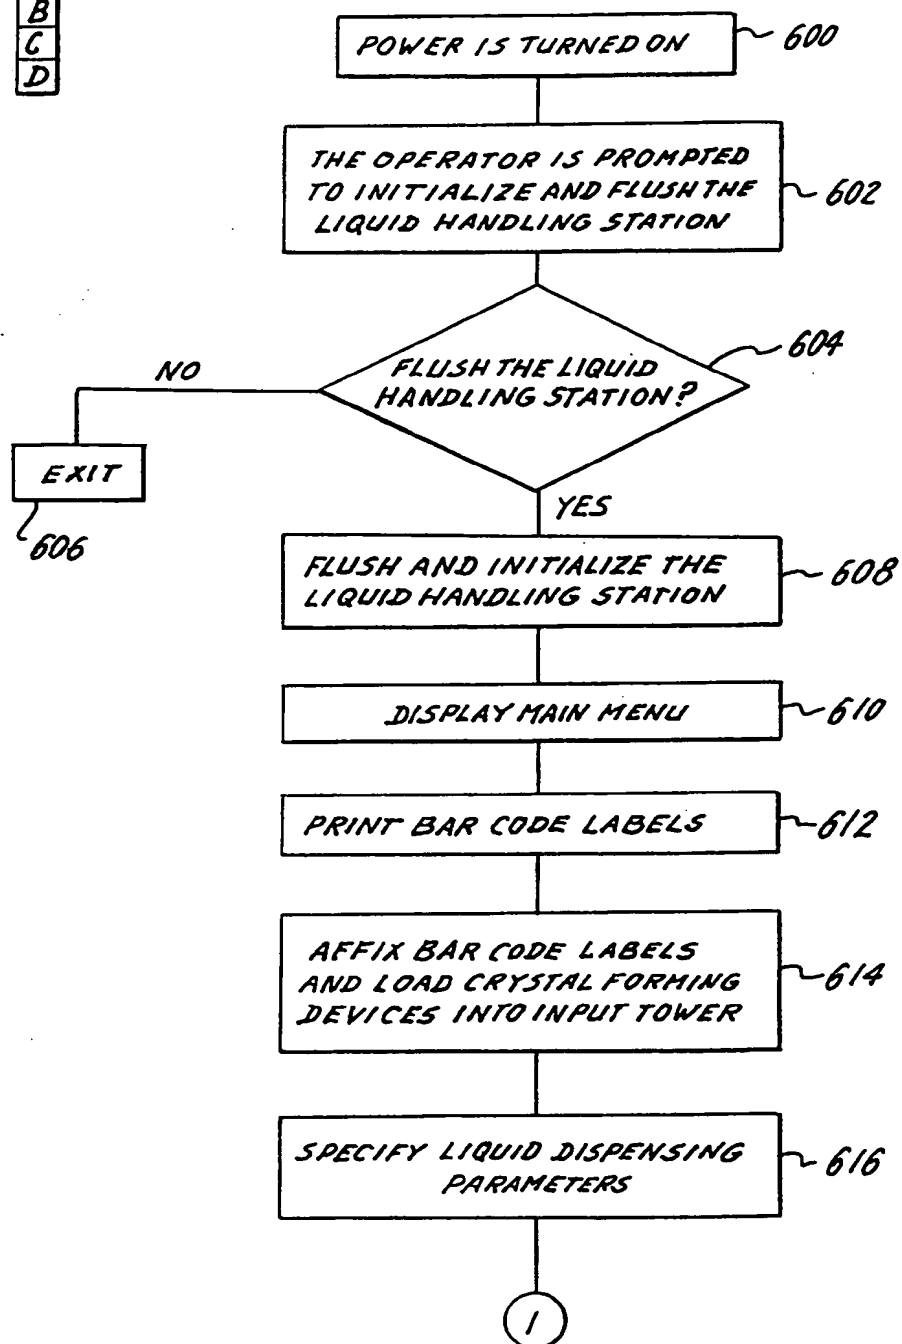 B
C
D
POWER IS TURNED ON
600
THE OPERATOR IS PROMPTED
TO INITIALIZE AND FLUSH THE
LIQUID HANDLING STATION
602
FLUSH THE LIQUID
HANDLING STATION?
604
NO
EXIT
606
YES
FLUSH AND INITIALIZE THE
LIQUID HANDLING STATION
608
DISPLAY MAIN MENU
610
PRINT BAR CODE LABELS
612
AFFIX BAR CODE LABELS
AND LOAD CRYSTAL FORMING
DEVICES INTO INPUT TOWER
614
SPECIFY LIQUID DISPENSING
PARAMETERS
616
1